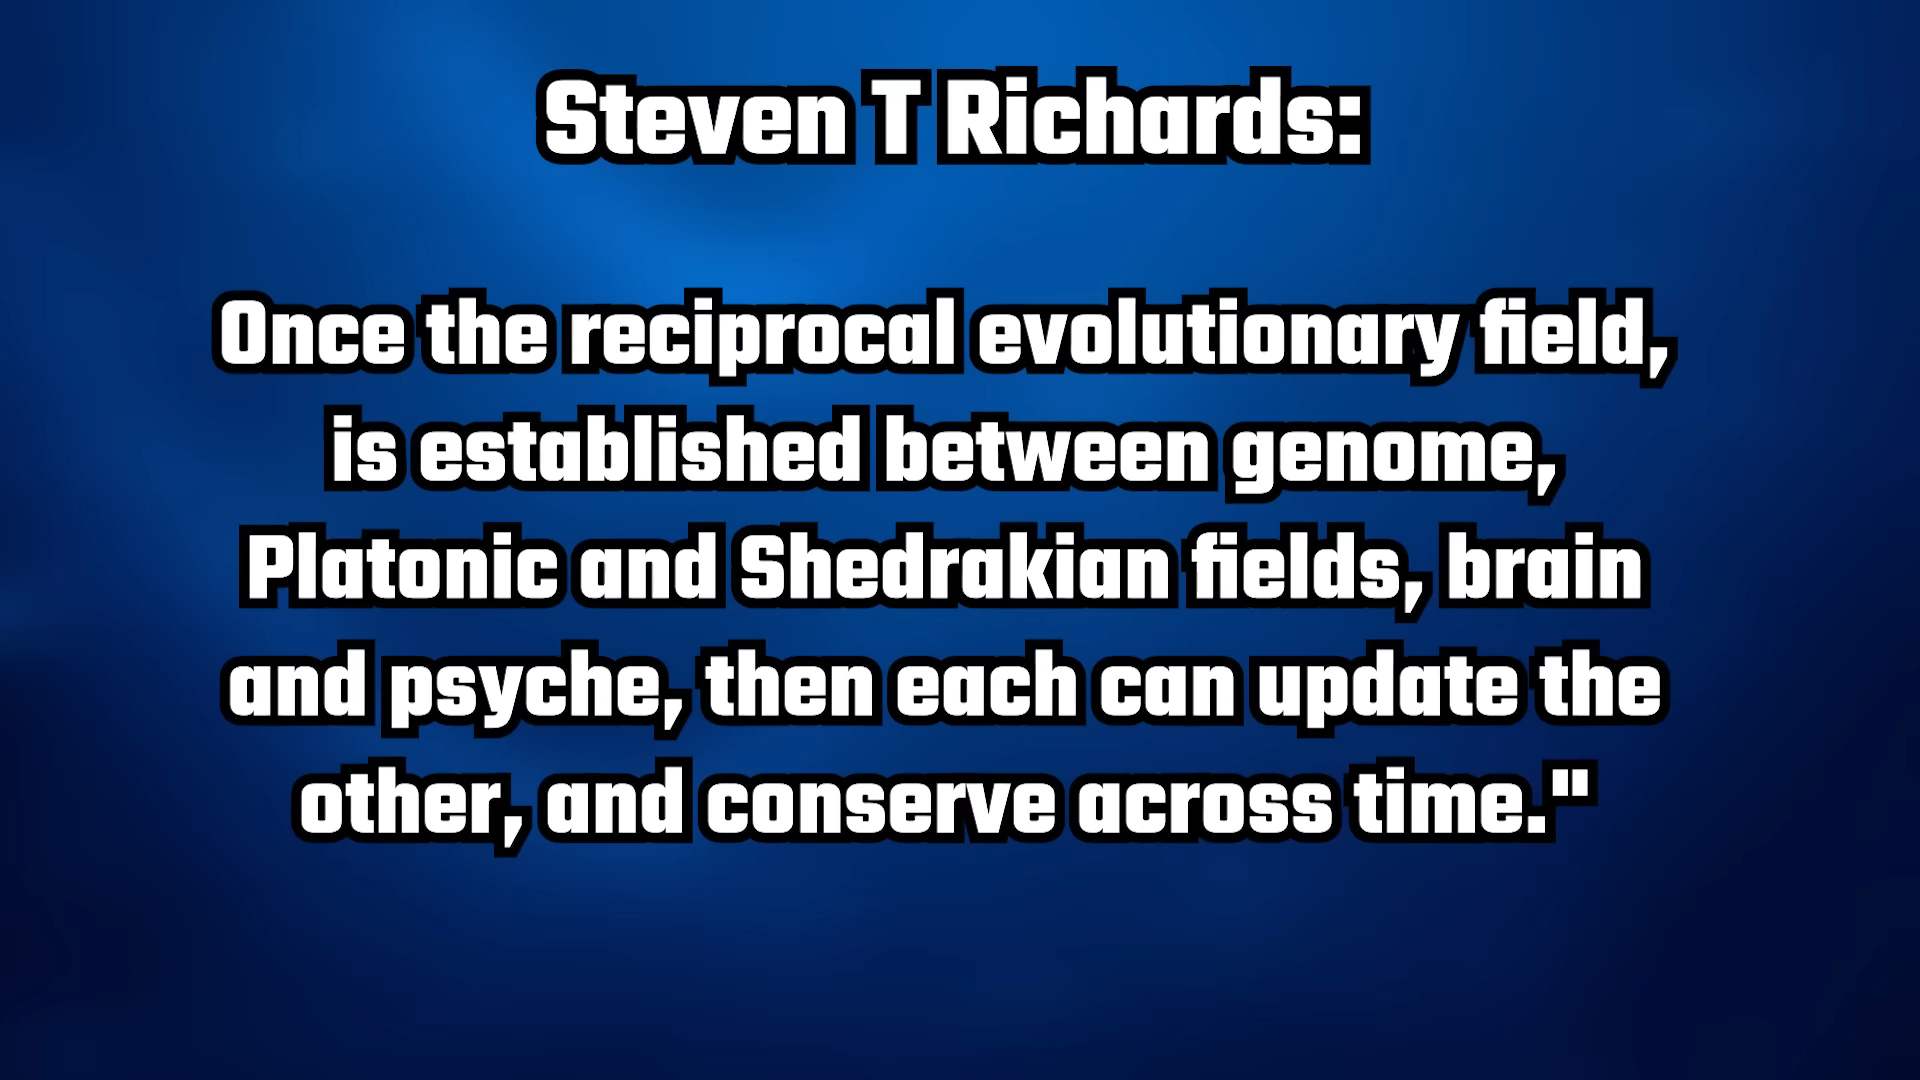 Steven T Richards:
Once the reciprocal evolutionary field,
is established between genome,
Platonic and Shedrakian fields, brain
and psyche, then each can update the
other, and conserve across time."